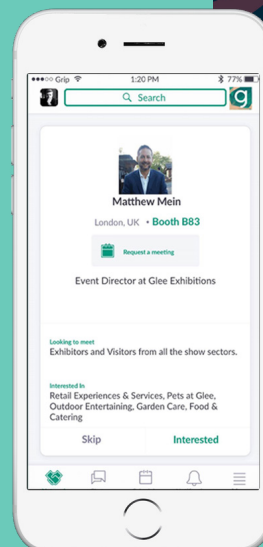 Grip
1:20 PM
77%
Search
g
Matthew Mein
London, UK • Booth B83
Request a meeting
Event Director at Glee Exhibitions
Looking to meet
Exhibitors and Visitors from all the show sectors.
Interested In
Retail Experiences & Services, Pets at Glee,
Outdoor Entertaining, Garden Care, Food &
Catering
Skip
Interested